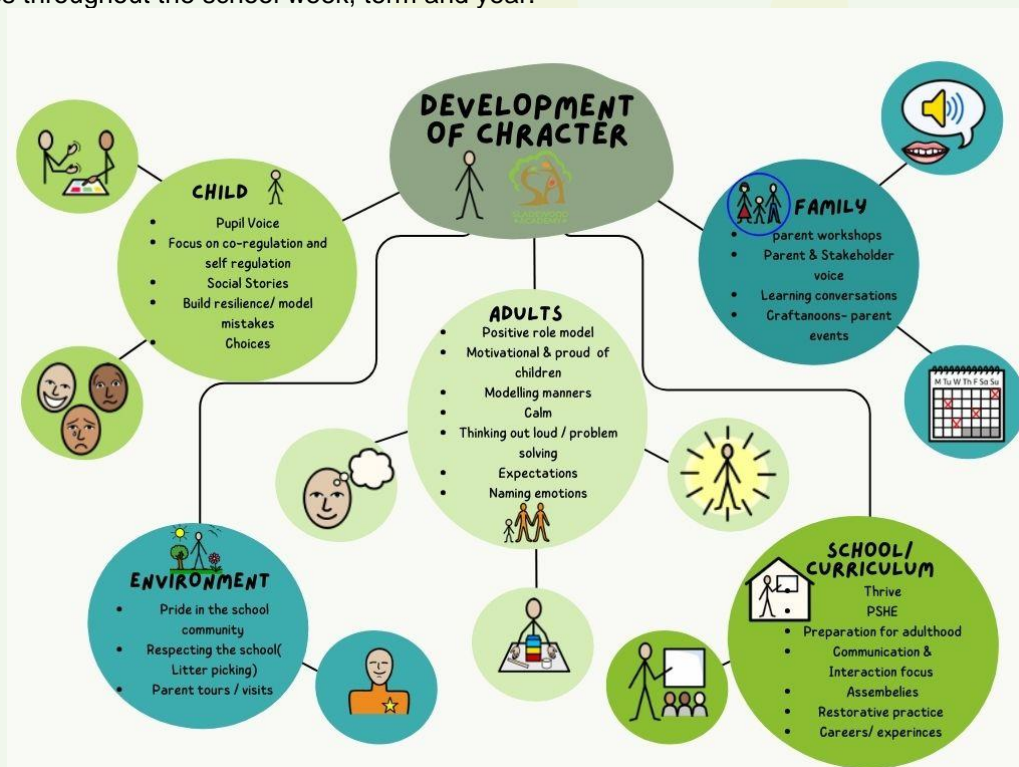 throughout the school week, term and year.
DEVELOPMENT
OF CHRACTER
CHILD
• Pupil Voice
• Focus on co-regulation and
self regulation
• Social Stories
• Build resilience/ model
mistakes
• Choices
FAMILY
• parent workshops
• Parent & Stakeholder
voice
• Learning conversations
• Craftanoons- parent
events
M Tu W Th F Sa Su
ADULTS
• Positive role model
• Motivational & proud of
children
• Modelling manners
• Calm
• Thinking out loud / problem
solving
• Expectations
• Naming emotions
ENVIRONMENT
• Pride in the school
community
• Respecting the school(
Litter picking)
• Parent tours / visits
SCHOOL/
CURRICULUM
• Thrive
• PSHE
• Preparation for adulthood
• Communication &
Interaction focus
• Assembelies
• Restorative practice
• Careers/ experinces